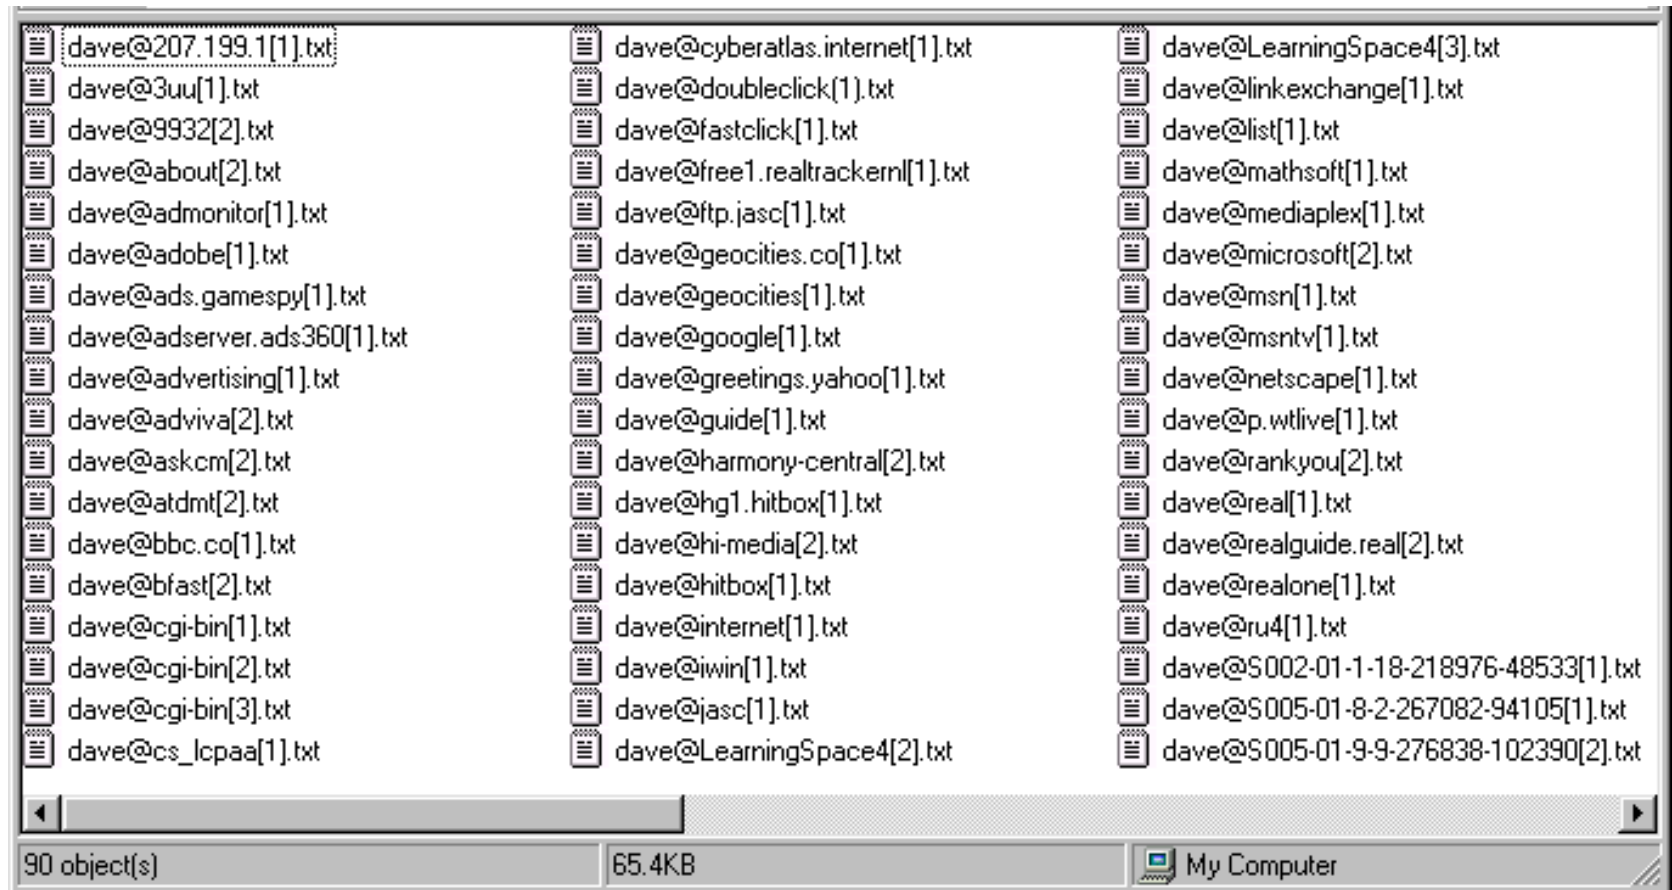 dave@207.199.1[1].txt
dave@3uu[1].txt
dave@9932[2].txt
dave@about[2].txt
dave@admonitor[1].txt
dave@adobe[1].txt
dave@ads.gamespy[1].txt
dave@adserver.ads360[1].txt
dave@advertising[1].txt
dave@adviva[2].txt
dave@askcm[2].txt
dave@atdmt[2].txt
dave@bbc.co[1].txt
dave@bfast[2].txt
dave@cgi-bin[1].txt
dave@cgi-bin[2].txt
dave@cgi-bin[3].txt
dave@cs_lcpaa[1].txt
dave@cyberatlas.internet[1].txt
dave@doubleclick(1).txt
dave@fastclick[1].txt
dave@free1.realtrackernl[1].txt
dave@ftp.jasc[1].txt
dave@geocities.co[1].txt
dave@geocities[1].txt
dave@google[1].txt
dave@greetings.yahoo[1].txt
dave@guide[1].txt
dave@harmony-central[2].txt
dave@hg1.hitbox[1].txt
dave@hi-media[2].txt
dave@hitbox[1].txt
dave@internet[1].txt
dave@iwin[1].txt
dave@jasc[1].txt
dave@LearningSpace4[2].txt
dave@LearningSpace4[3].txt
dave@linkexchange[1].txt
dave@list[1].txt
dave@mathsoft[1].txt
dave@mediaplex[1].txt
dave@microsoft[2].txt
dave@msn[1].txt
dave@msntv[1].txt
dave@netscape[1].txt
dave@p.wtlive[1].txt
dave@rankyou[2].txt
dave@real[1].txt
dave@realguide.real[2].txt
dave@realone[1].txt
dave@ru4[1].txt
dave@S002-01-1-18-218976-48533[1].txt
dave@S005-01-8-2-267082-94105[1].txt
dave@S005-01-9-9-276838-102390[2].txt
90 object(s)
65.4KB
My Computer